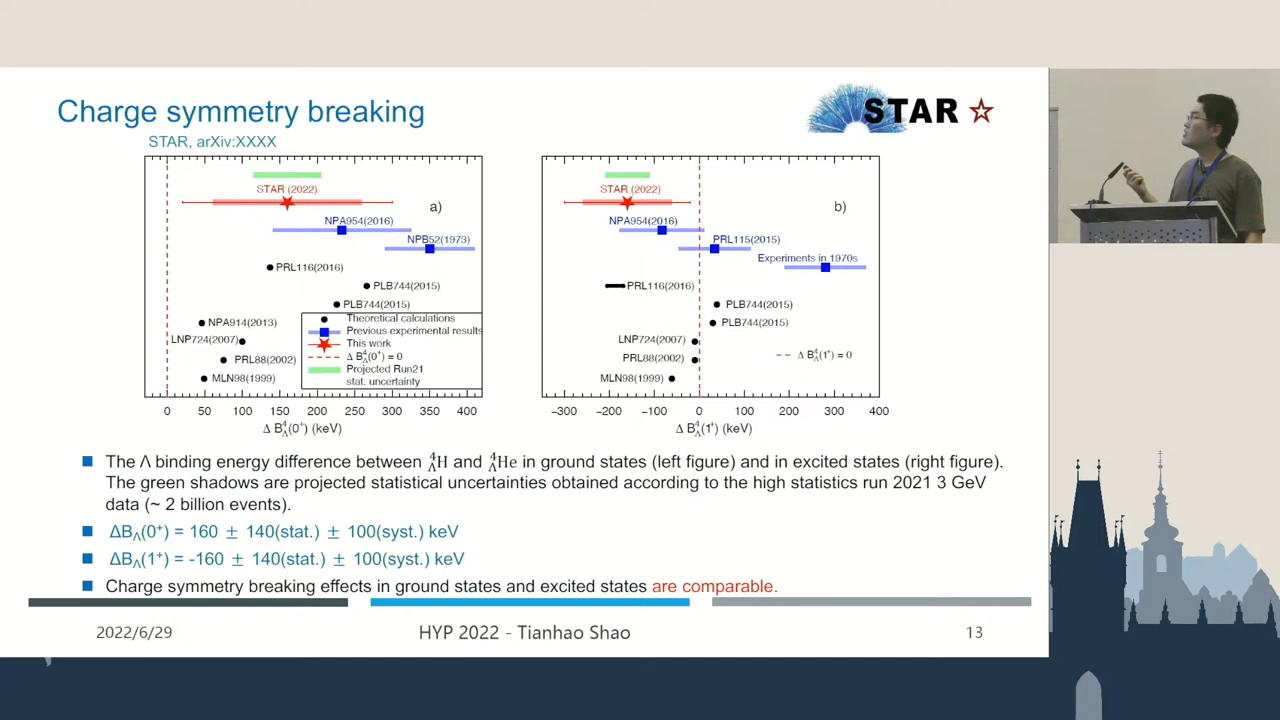 Charge symmetry breaking
STAR ☆
STAR, arXiv:XXXX
STAR (2022)
a)
NPA954(2016)
NPB52(1973)
PRL116(2016)
PLB744(2015)
PLB744(2015)
NPA914(2013)
LNP724(2007)
PRL88(2002)
MLN98(1999)
Theoretical calculations
Previous experimental results
This work
Δ B⁴_Λ(0⁺) = 0
Projected Run21
stat. uncertainty
0 50 100 150 200 250 300 350 400
Δ B⁴_Λ(0⁺) (keV)
STAR (2022)
b)
NPA954(2016)
PRL115(2015)
Experiments in 1970s
PRL116(2016)
PLB744(2015)
PLB744(2015)
LNP724(2007)
PRL88(2002)
MLN98(1999)
Δ B⁴_Λ(1⁺) = 0
−300 −200 −100 0 100 200 300 400
Δ B⁴_Λ(1⁺) (keV)
■ The Λ binding energy difference between ⁴_ΛH and ⁴_ΛHe in ground states (left figure) and in excited states (right figure).
The green shadows are projected statistical uncertainties obtained according to the high statistics run 2021 3 GeV
data (~ 2 billion events).
■ ΔB_Λ(0⁺) = 160 ± 140(stat.) ± 100(syst.) keV
■ ΔB_Λ(1⁺) = -160 ± 140(stat.) ± 100(syst.) keV
■ Charge symmetry breaking effects in ground states and excited states are comparable.
2022/6/29
HYP 2022 - Tianhao Shao
13